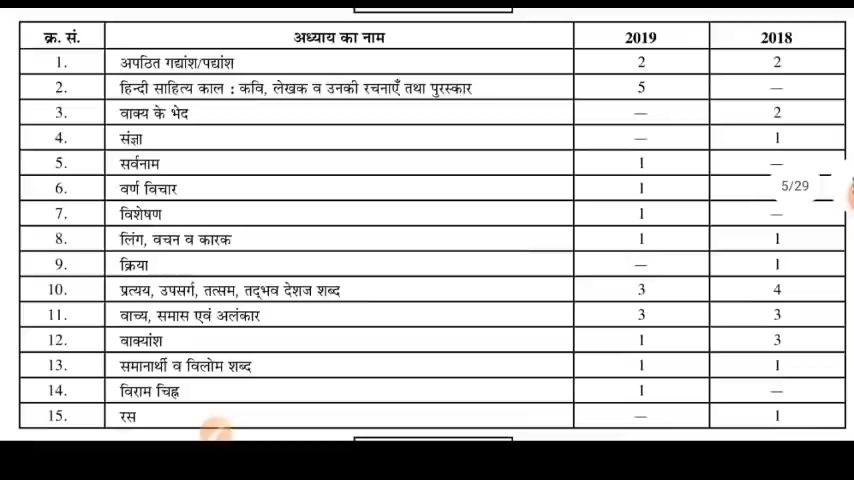 क्र. सं. अध्याय का नाम 2019 2018
1. अपठित गद्यांश/पद्यांश 2 2
2. हिन्दी साहित्य काल : कवि, लेखक व उनकी रचनाएँ तथा पुरस्कार 5 —
3. वाक्य के भेद — 2
4. संज्ञा — 1
5. सर्वनाम 1 —
6. वर्ण विचार 1
5/29
7. विशेषण 1 —
8. लिंग, वचन व कारक 1 1
9. क्रिया — 1
10. प्रत्यय, उपसर्ग, तत्सम, तद्‌भव देशज शब्द 3 4
11. वाच्य, समास एवं अलंकार 3 3
12. वाक्यांश 1 3
13. समानार्थी व विलोम शब्द 1 1
14. विराम चिह्न 1 —
15. रस — 1